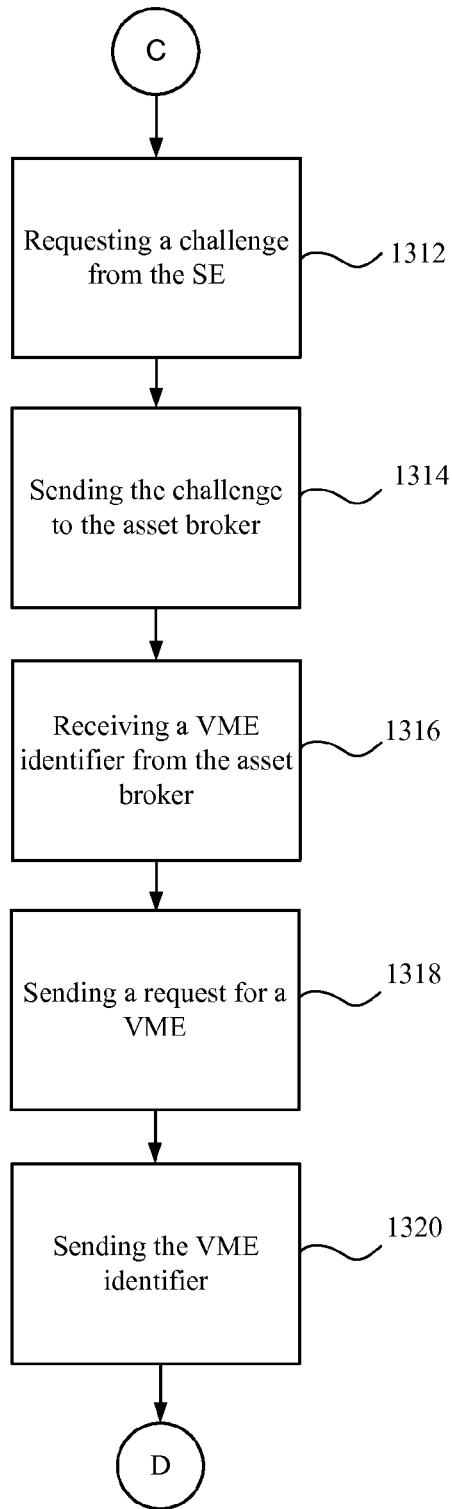 C
Requesting a challenge
from the SE
1312
Sending the challenge
to the asset broker
1314
Receiving a VME
identifier from the asset
broker
1316
Sending a request for a
VME
1318
Sending the VME
identifier
1320
D